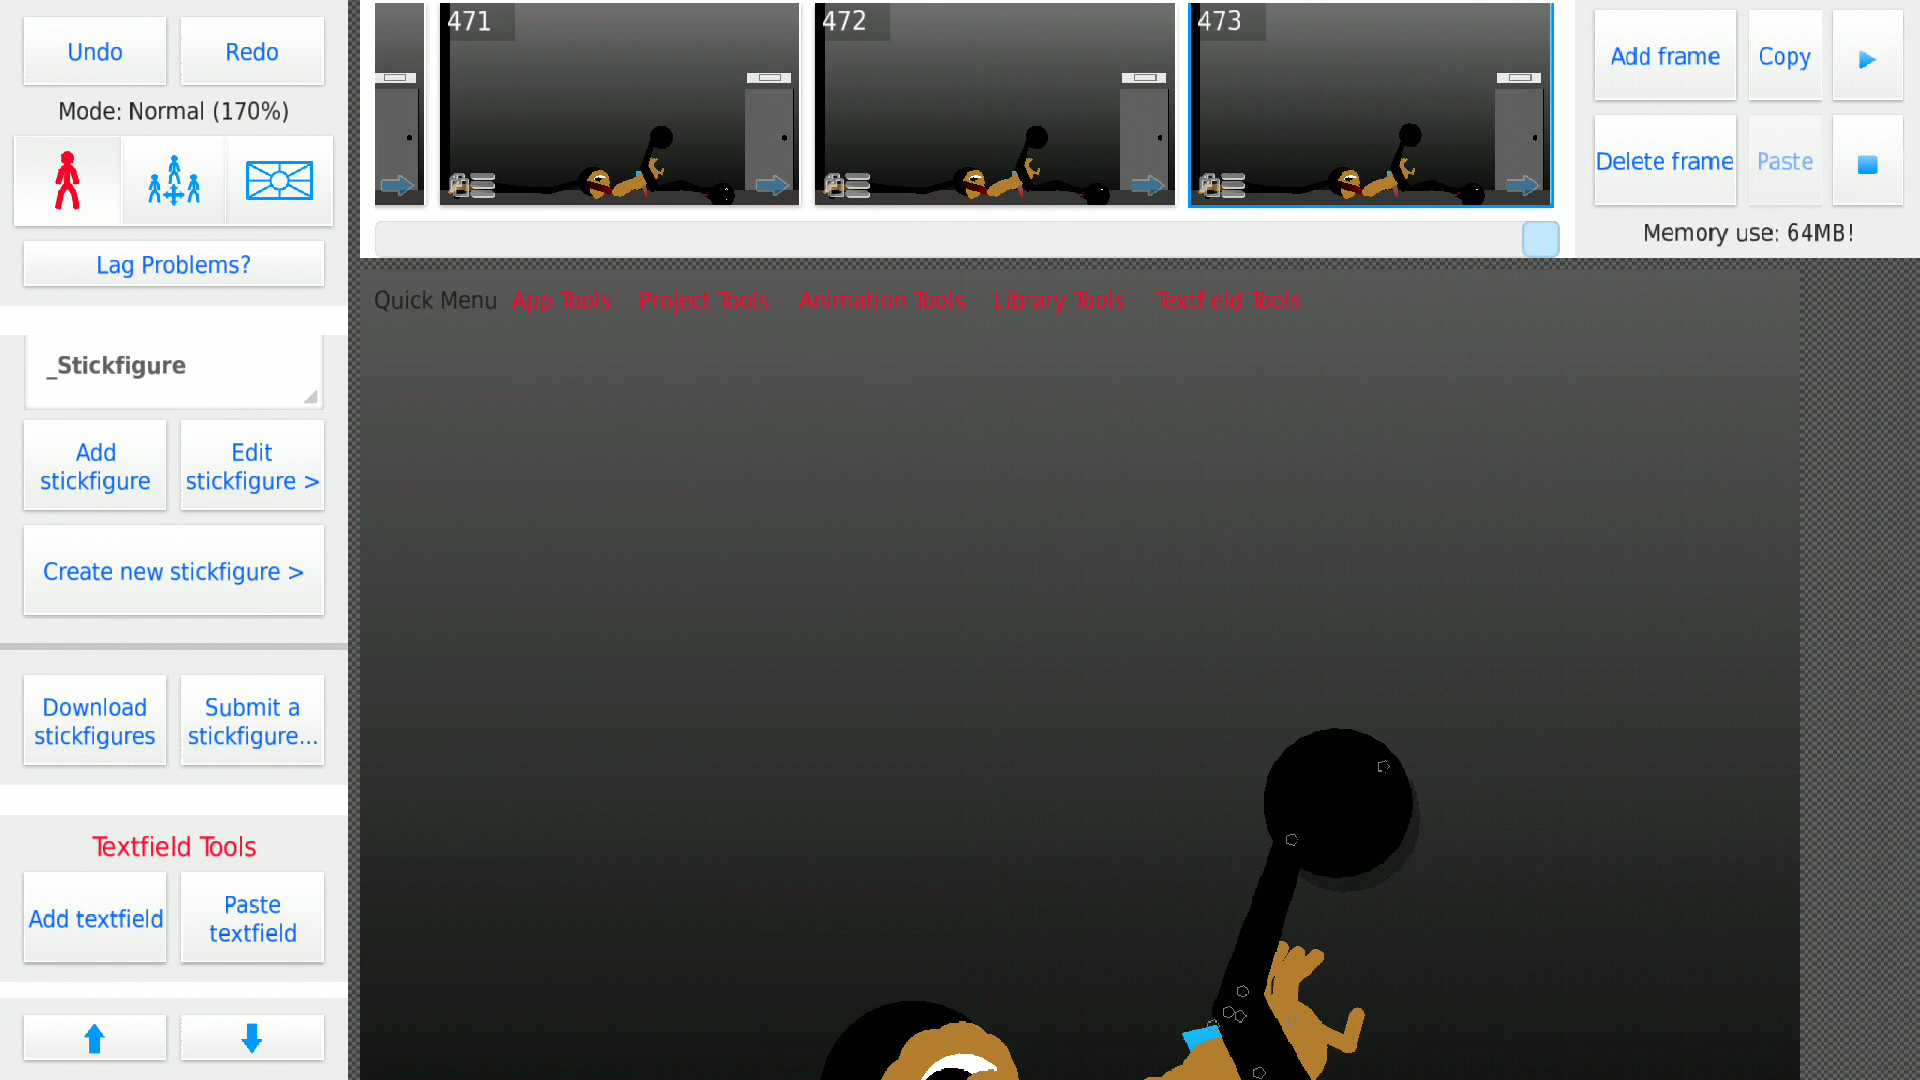 Undo
Redo
Mode: Normal (170%)
Lag Problems?
_Stickfigure
Add stickfigure
Edit stickfigure >
Create new stickfigure >
Download stickfigures
Submit a stickfigure...
Textfield Tools
Add textfield
Paste textfield
471
472
473
Add frame
Copy
Delete frame
Paste
Memory use: 64MB!
Quick Menu App Tools Project Tools Animation Tools Library Tools Textfield Tools